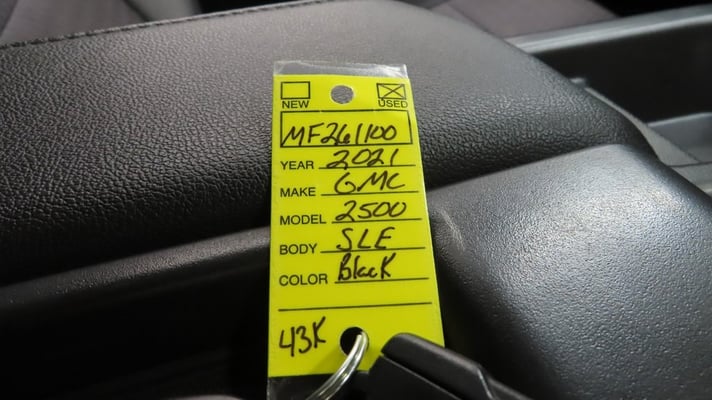 NEW USED
MF261100
YEAR 2021
MAKE GMC
MODEL 2500
BODY SLE
COLOR Black
43K